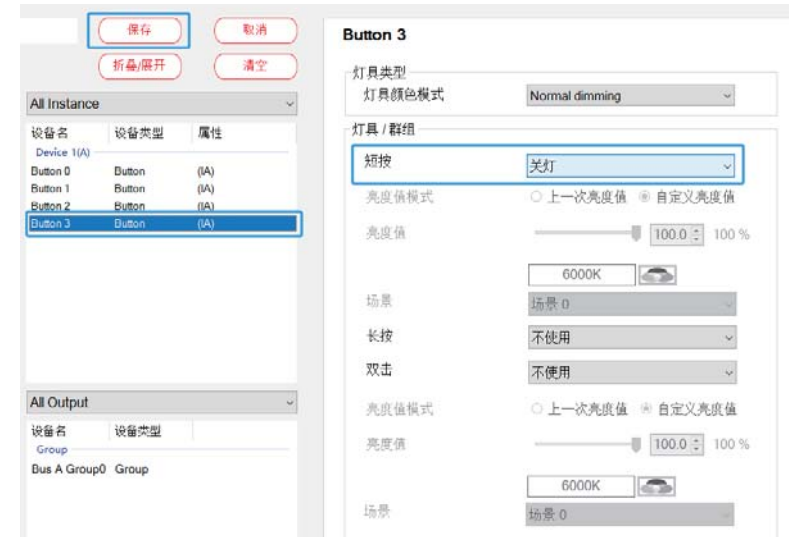 保存
取消
折叠/展开
清空
All Instance
设备名 设备类型 属性
Device 1(A)
Button 0 Button (IA)
Button 1 Button (IA)
Button 2 Button (IA)
Button 3 Button (IA)
All Output
设备名 设备类型
Group
Bus A Group0 Group
Button 3
灯具类型
灯具颜色模式 Normal dimming
灯具 / 群组
短按 关灯
亮度值模式 上一次亮度值 自定义亮度值
亮度值 100.0 100 %
6000K
场景 场景 0
长按 不使用
双击 不使用
亮度值模式 上一次亮度值 自定义亮度值
亮度值 100.0 100 %
6000K
场景 场景 0